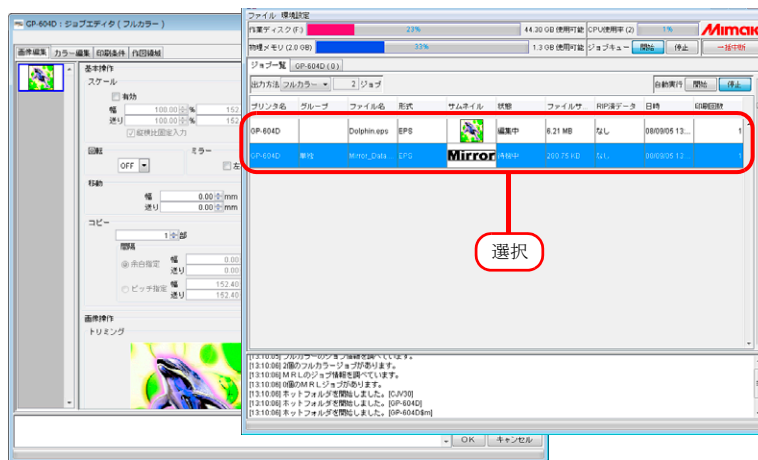 GP-604D : ジョブエディタ ( フルカラー )
画像編集 カラー編集 印刷条件 作図領域
基本操作
スケール
有効
幅 100.00 % 152
送り 100.00 % 152
縦横比固定入力
回転 ミラー
OFF 左
移動
幅 0.00 mm
送り 0.00 mm
コピー
1 部
間隔
余白指定 幅 0.00
送り 0.00
ピッチ指定 幅 152.40
送り 152.40
画像操作
トリミング
OK キャンセル
ファイル 環境設定
作業ディスク (F:) 23% 44.30 GB 使用可能 CPU使用率 (2) 1% Mimaki
物理メモリ (2.0 GB) 33% 1.3 GB 使用可能 ジョブキュー 開始 停止 一括中断
ジョブ一覧 GP-604D ( 0 )
出力方法 フルカラー 2 ジョブ 自動実行 開始 停止
プリンタ名 グループ ファイル名 形式 サムネイル 状態 ファイルサ... RIP済データ 日時 印刷回数
GP-604D Dolphin.eps EPS 編集中 6.21 MB なし 08/09/05 13... 1
GP-604D 単独 Mirror_Data... EPS Mirror 待機中 200.75 KB なし 08/09/05 12... 1
選択
[13:10:05] フルカラーのジョブ情報を調べています。
[13:10:06] 2個のフルカラージョブがあります。
[13:10:06] MRLのジョブ情報を調べています。
[13:10:06] 0個のMRLジョブがあります。
[13:10:06] ホットフォルダを開始しました。[CJV30]
[13:10:06] ホットフォルダを開始しました。[GP-604D]
[13:10:06] ホットフォルダを開始しました。[GP-604D$m]